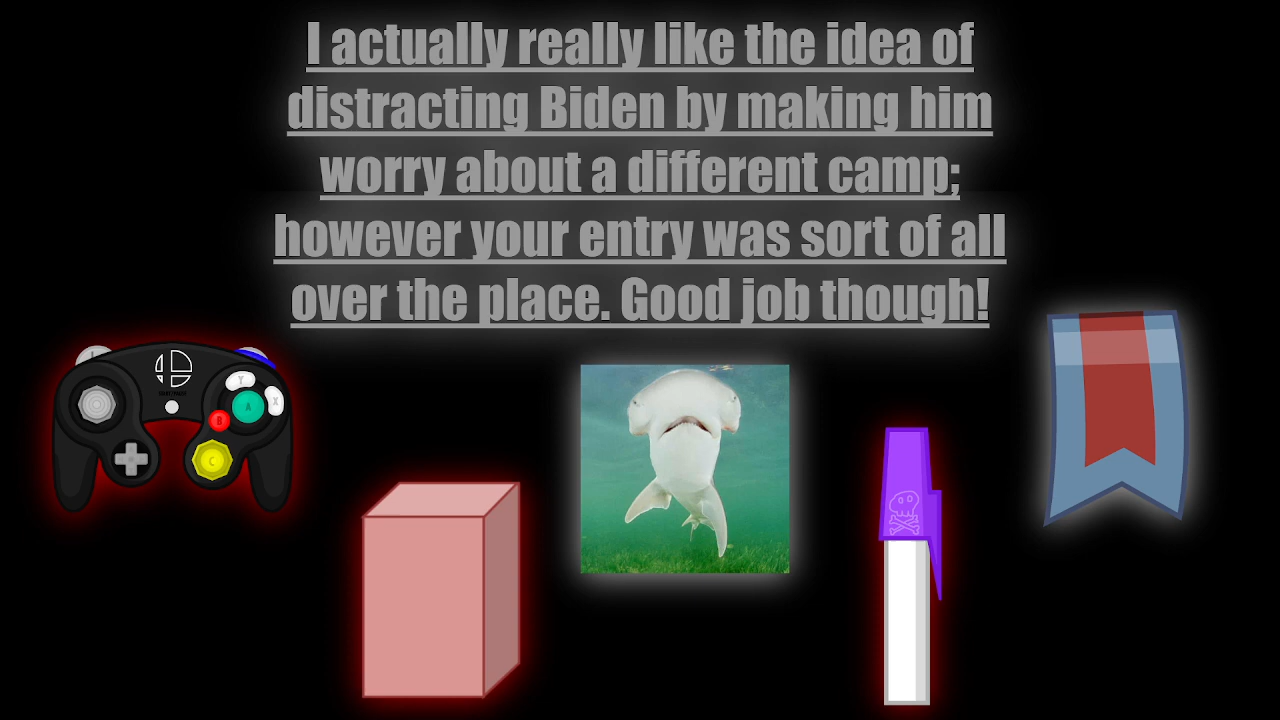 I actually really like the idea of
distracting Biden by making him
worry about a different camp;
however your entry was sort of all
over the place. Good job though!
Y
X
A
B
C